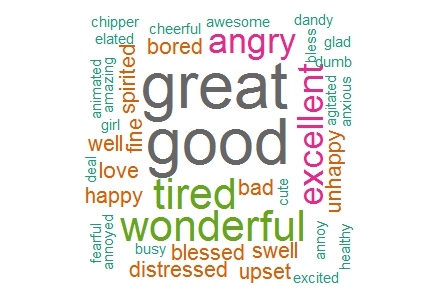 chipper
cheerful
awesome
dandy
elated
bored
angry
bless
glad
dumb
animated
amazing
spirited
great
excellent
agitated
anxious
girl
well
fine
good
deal
love
unhappy
happy
tired
bad
cute
wonderful
fearful
annoyed
busy
blessed
swell
annoy
healthy
distressed
upset
excited